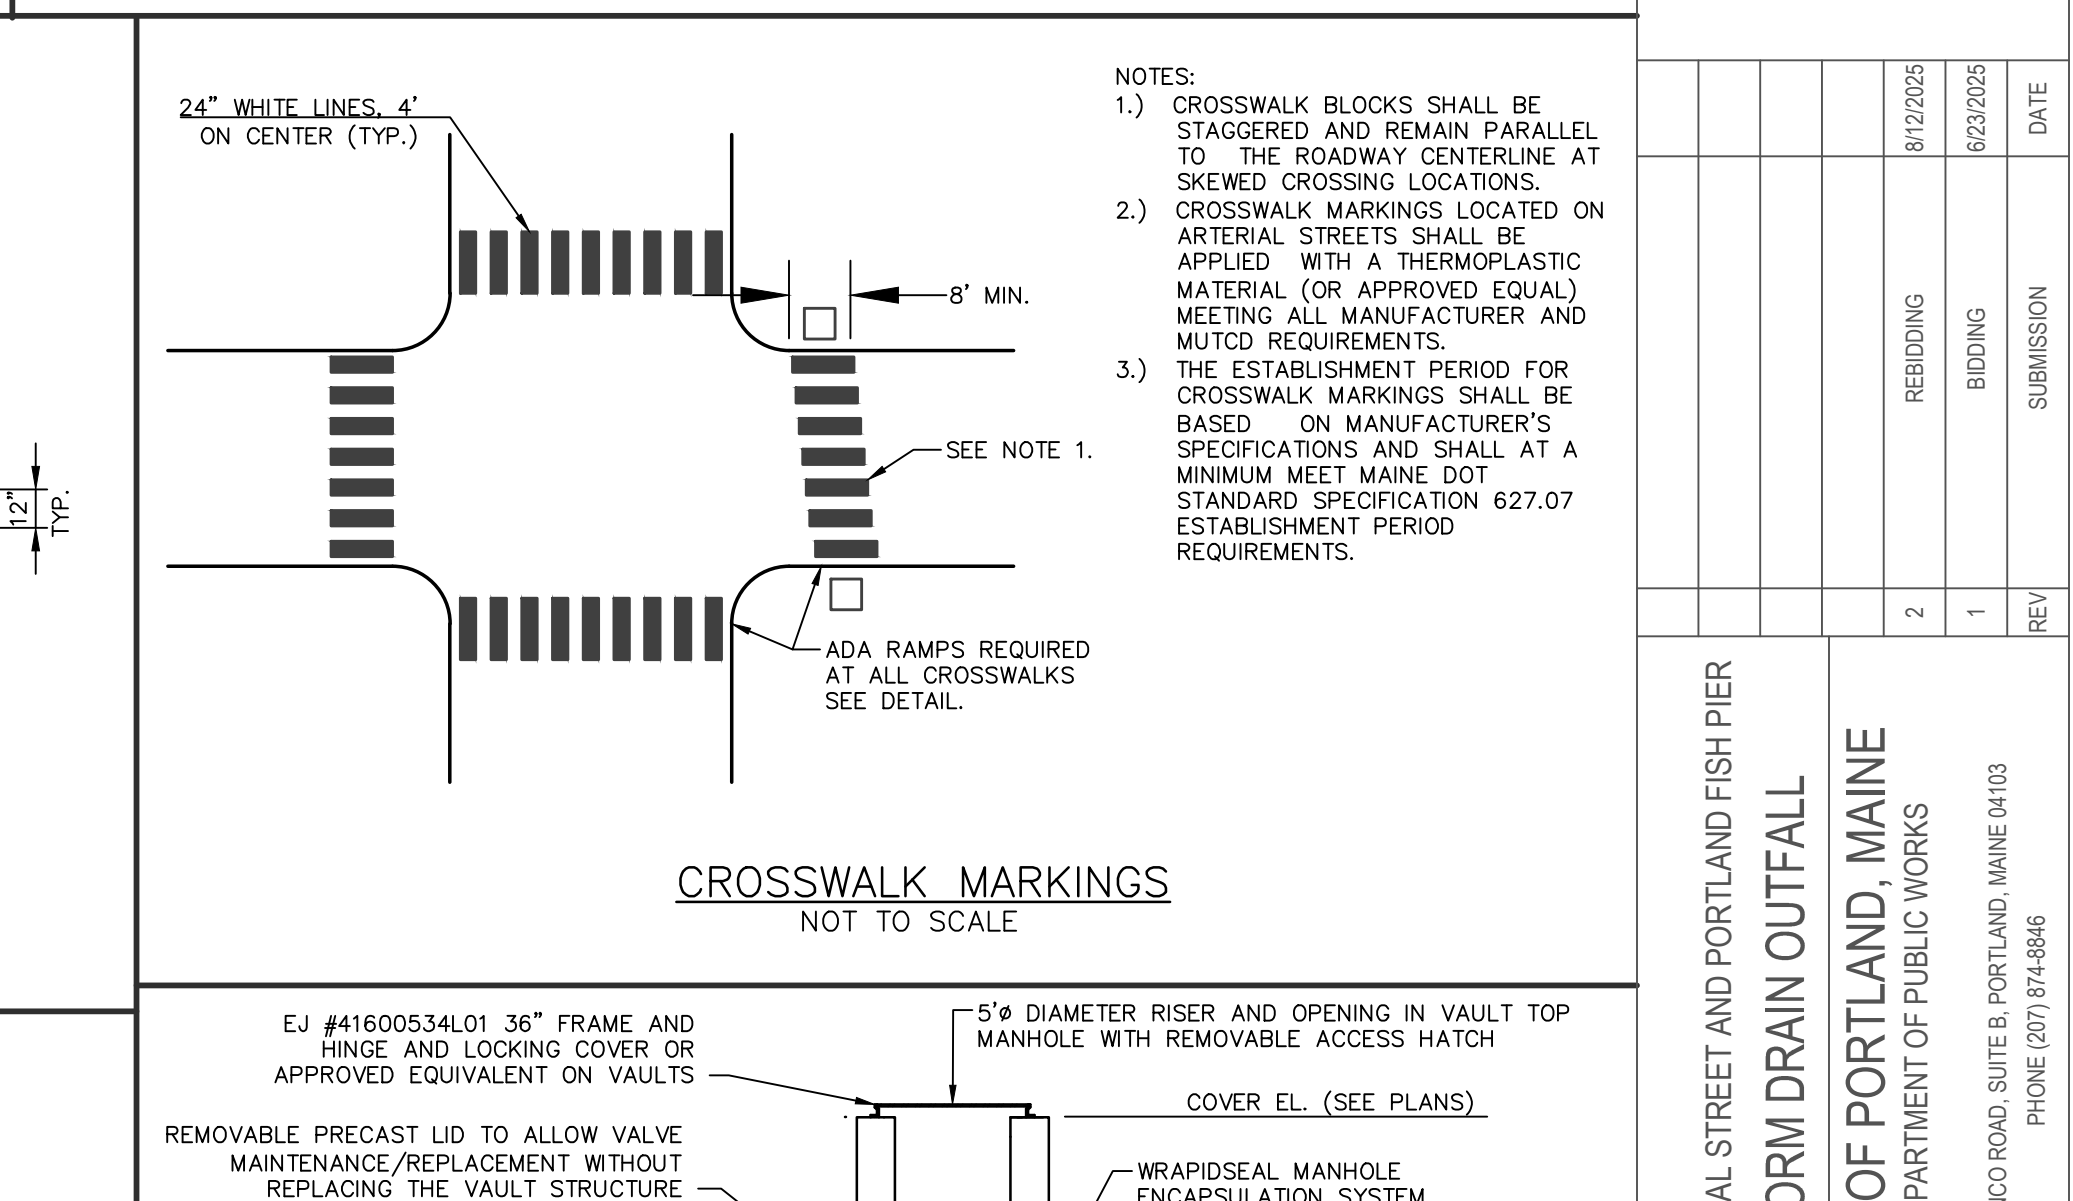 24" WHITE LINES, 4'
ON CENTER (TYP.)
8' MIN.
SEE NOTE 1.
ADA RAMPS REQUIRED
AT ALL CROSSWALKS
SEE DETAIL.
12"
TYP.
NOTES:
1.) CROSSWALK BLOCKS SHALL BE
STAGGERED AND REMAIN PARALLEL
TO THE ROADWAY CENTERLINE AT
SKEWED CROSSING LOCATIONS.
2.) CROSSWALK MARKINGS LOCATED ON
ARTERIAL STREETS SHALL BE
APPLIED WITH A THERMOPLASTIC
MATERIAL (OR APPROVED EQUAL)
MEETING ALL MANUFACTURER AND
MUTCD REQUIREMENTS.
3.) THE ESTABLISHMENT PERIOD FOR
CROSSWALK MARKINGS SHALL BE
BASED ON MANUFACTURER'S
SPECIFICATIONS AND SHALL AT A
MINIMUM MEET MAINE DOT
STANDARD SPECIFICATION 627.07
ESTABLISHMENT PERIOD
REQUIREMENTS.
CROSSWALK MARKINGS
NOT TO SCALE
EJ #41600534L01 36" FRAME AND
HINGE AND LOCKING COVER OR
APPROVED EQUIVALENT ON VAULTS
REMOVABLE PRECAST LID TO ALLOW VALVE
MAINTENANCE/REPLACEMENT WITHOUT
REPLACING THE VAULT STRUCTURE
5'ø DIAMETER RISER AND OPENING IN VAULT TOP
MANHOLE WITH REMOVABLE ACCESS HATCH
COVER EL. (SEE PLANS)
WRAPIDSEAL MANHOLE
ENCAPSULATION SYSTEM
2 REBIDDING 8/12/2025
1 BIDDING 6/23/2025
REV SUBMISSION DATE
AL STREET AND PORTLAND FISH PIER
ORM DRAIN OUTFALL
OF PORTLAND, MAINE
PARTMENT OF PUBLIC WORKS
ICO ROAD, SUITE B, PORTLAND, MAINE 04103
PHONE (207) 874-8846